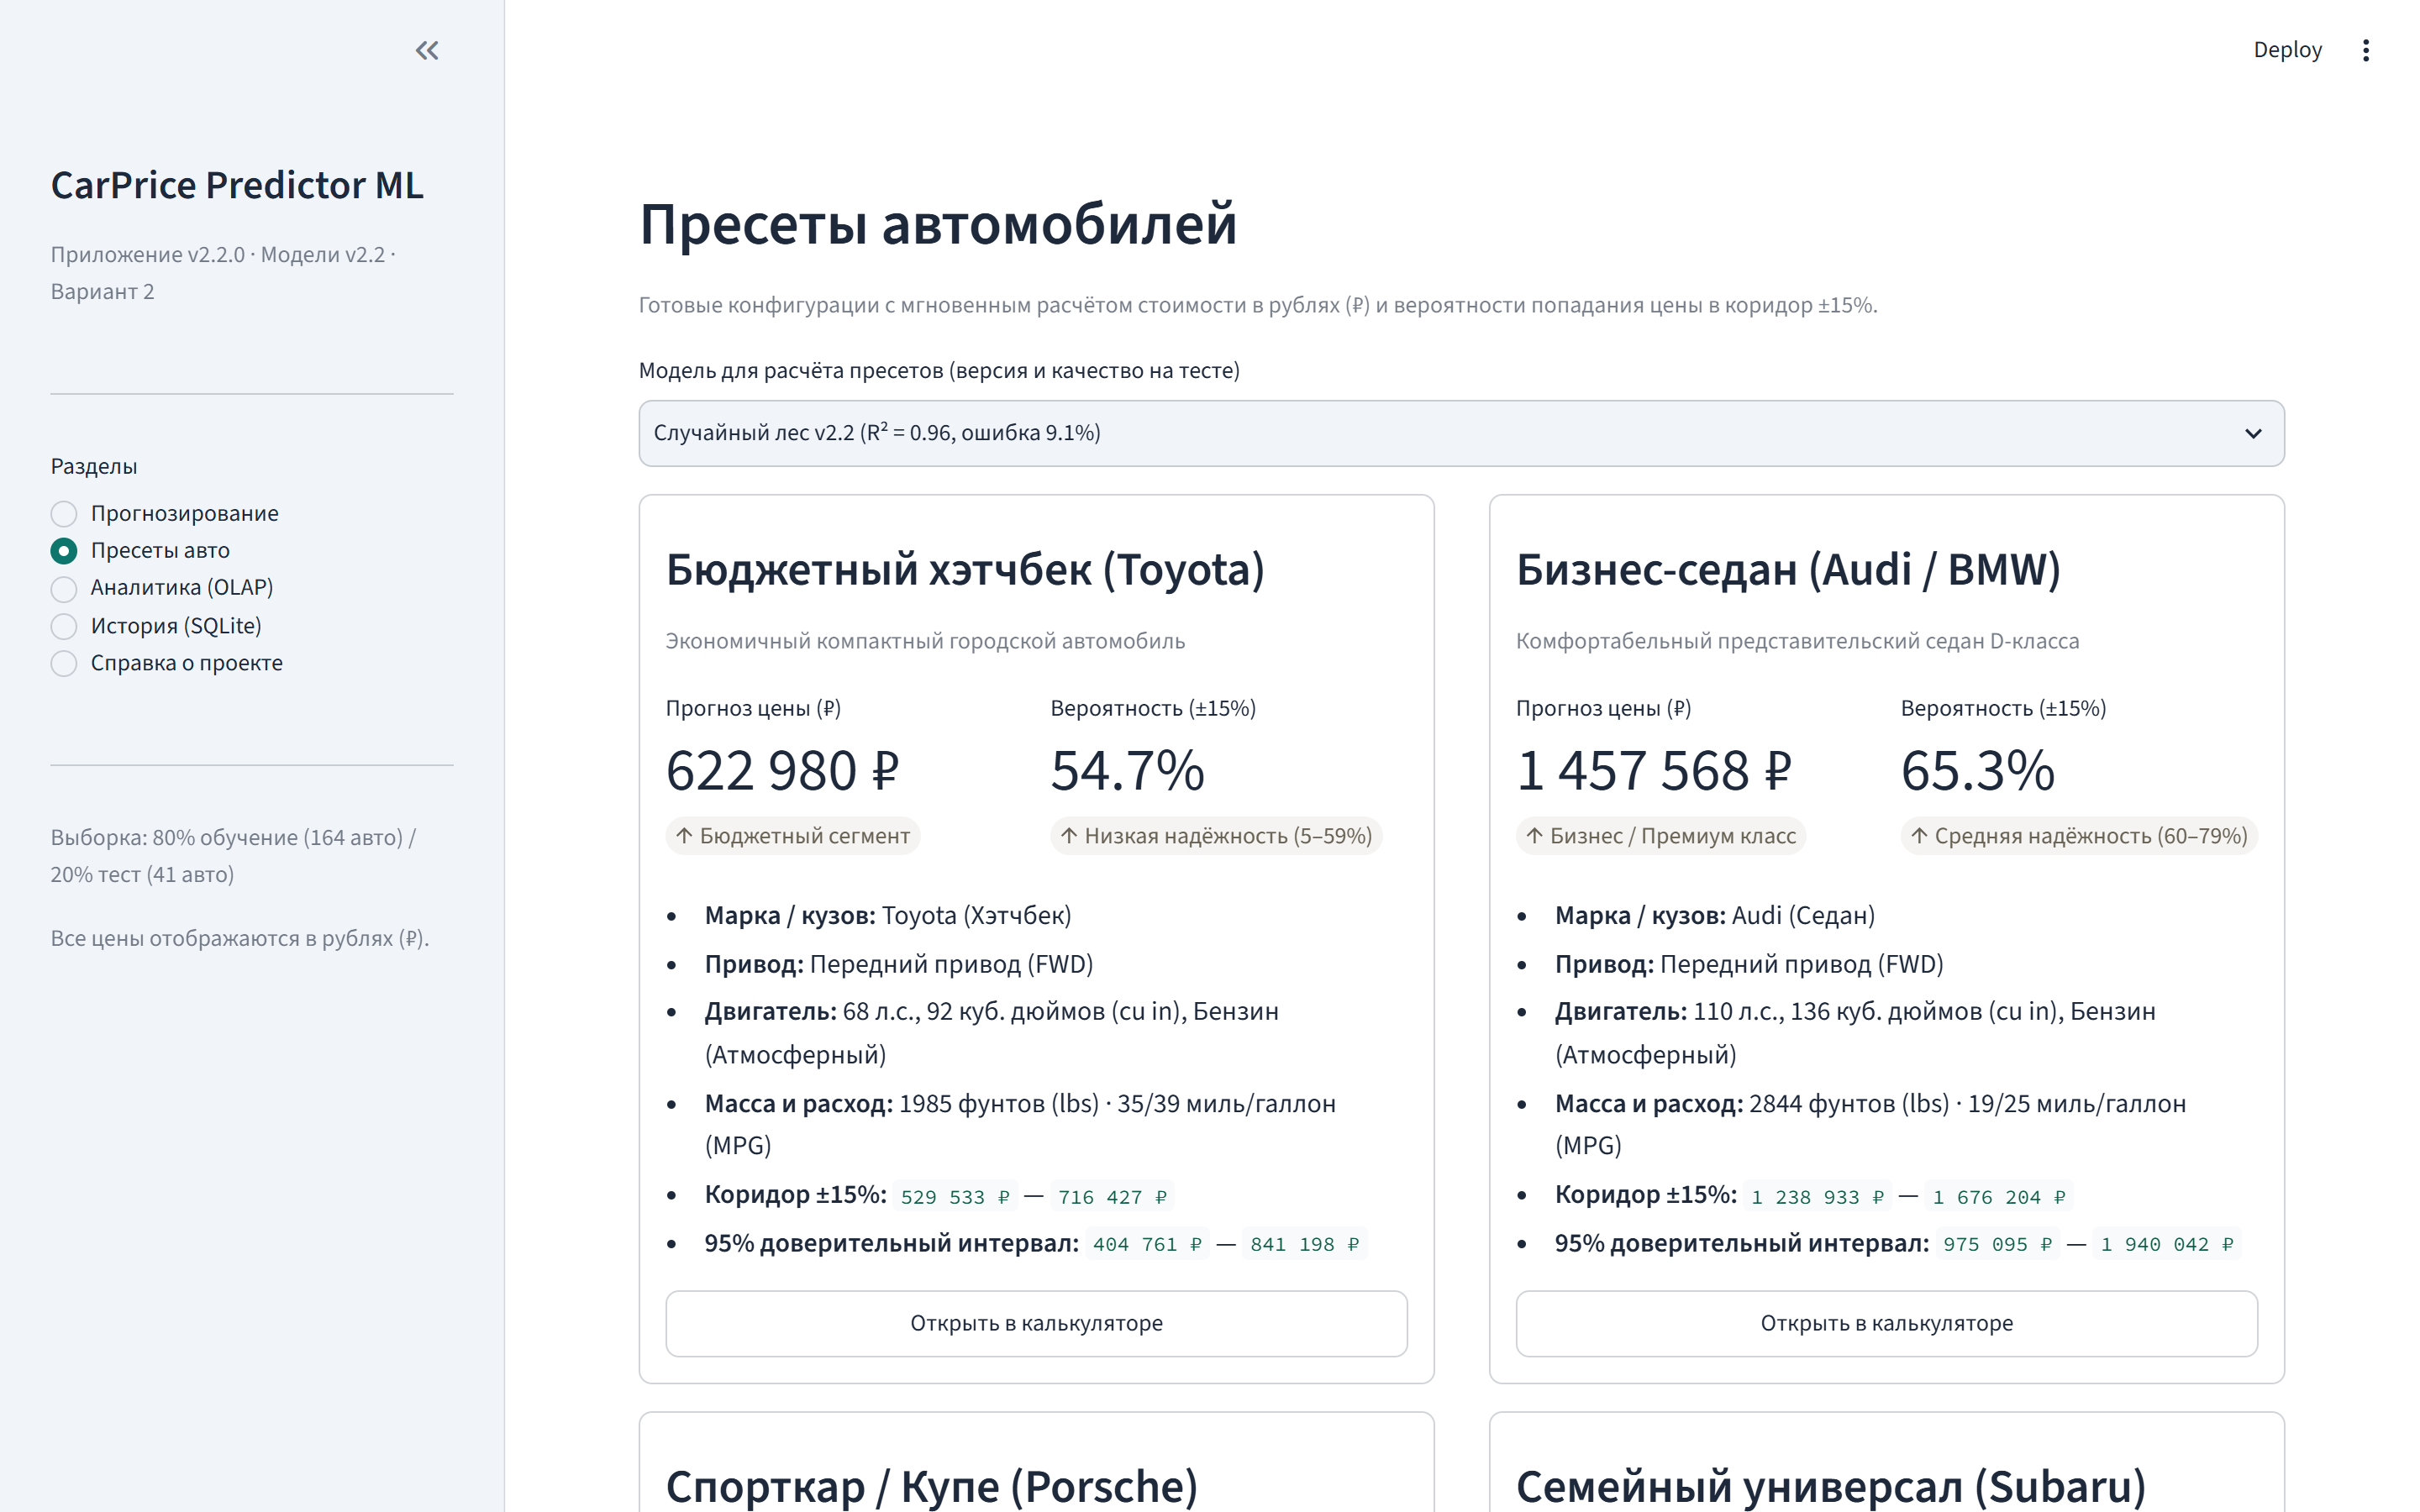 Deploy
CarPrice Predictor ML
Приложение v2.2.0 · Модели v2.2 ·
Вариант 2
Разделы
Прогнозирование
Пресеты авто
Аналитика (OLAP)
История (SQLite)
Справка о проекте
Выборка: 80% обучение (164 авто) /
20% тест (41 авто)
Все цены отображаются в рублях (₽).
Пресеты автомобилей
Готовые конфигурации с мгновенным расчётом стоимости в рублях (₽) и вероятности попадания цены в коридор ±15%.
Модель для расчёта пресетов (версия и качество на тесте)
Случайный лес v2.2 (R² = 0.96, ошибка 9.1%)
Бюджетный хэтчбек (Toyota)
Экономичный компактный городской автомобиль
Прогноз цены (₽)
622 980 ₽
↑ Бюджетный сегмент
Вероятность (±15%)
54.7%
↑ Низкая надёжность (5–59%)
• Марка / кузов: Toyota (Хэтчбек)
• Привод: Передний привод (FWD)
• Двигатель: 68 л.с., 92 куб. дюймов (cu in), Бензин
(Атмосферный)
• Масса и расход: 1985 фунтов (lbs) · 35/39 миль/галлон
(MPG)
• Коридор ±15%: 529 533 ₽ — 716 427 ₽
• 95% доверительный интервал: 404 761 ₽ — 841 198 ₽
Открыть в калькуляторе
Бизнес-седан (Audi / BMW)
Комфортабельный представительский седан D-класса
Прогноз цены (₽)
1 457 568 ₽
↑ Бизнес / Премиум класс
Вероятность (±15%)
65.3%
↑ Средняя надёжность (60–79%)
• Марка / кузов: Audi (Седан)
• Привод: Передний привод (FWD)
• Двигатель: 110 л.с., 136 куб. дюймов (cu in), Бензин
(Атмосферный)
• Масса и расход: 2844 фунтов (lbs) · 19/25 миль/галлон
(MPG)
• Коридор ±15%: 1 238 933 ₽ — 1 676 204 ₽
• 95% доверительный интервал: 975 095 ₽ — 1 940 042 ₽
Открыть в калькуляторе
Спорткар / Купе (Porsche)
Семейный универсал (Subaru)